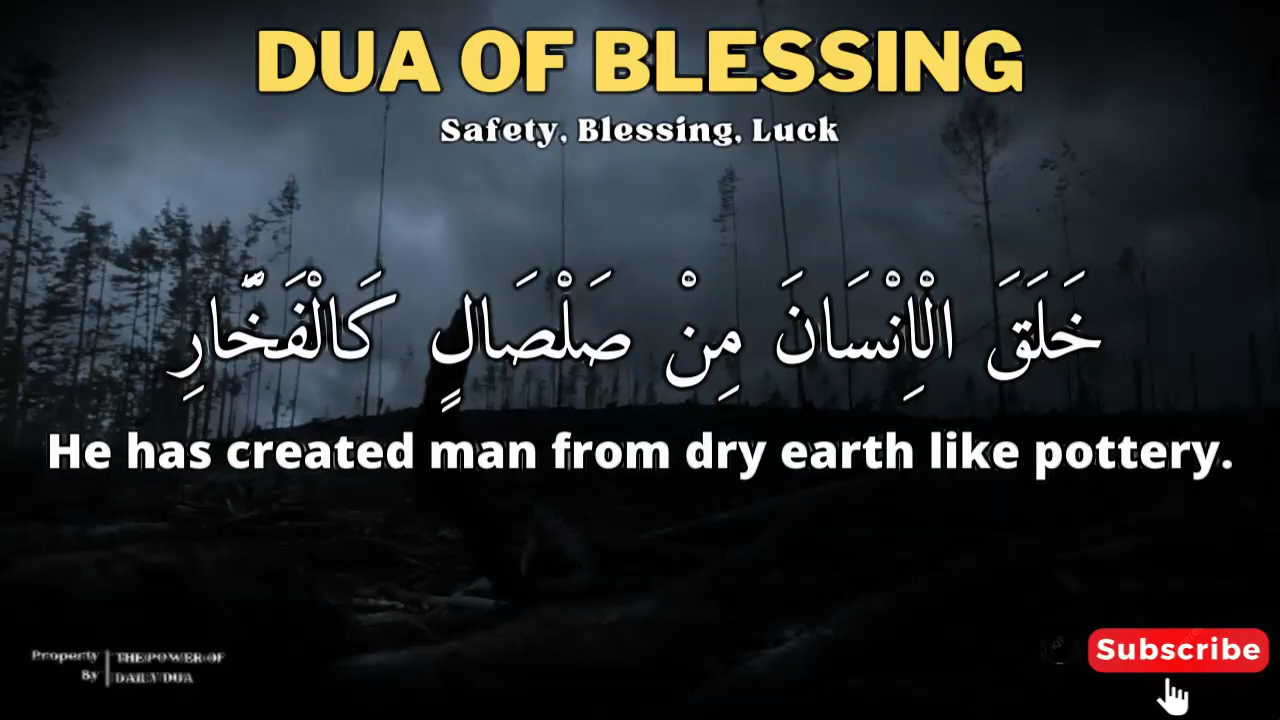 DUA OF BLESSING
Safety, Blessing, Luck
خَلَقَ الْاِنْسَانَ مِنْ صَلْصَالٍ كَالْفَخَّارِ
He has created man from dry earth like pottery.
Property By
THE POWER OF
DAILY DUA
Subscribe